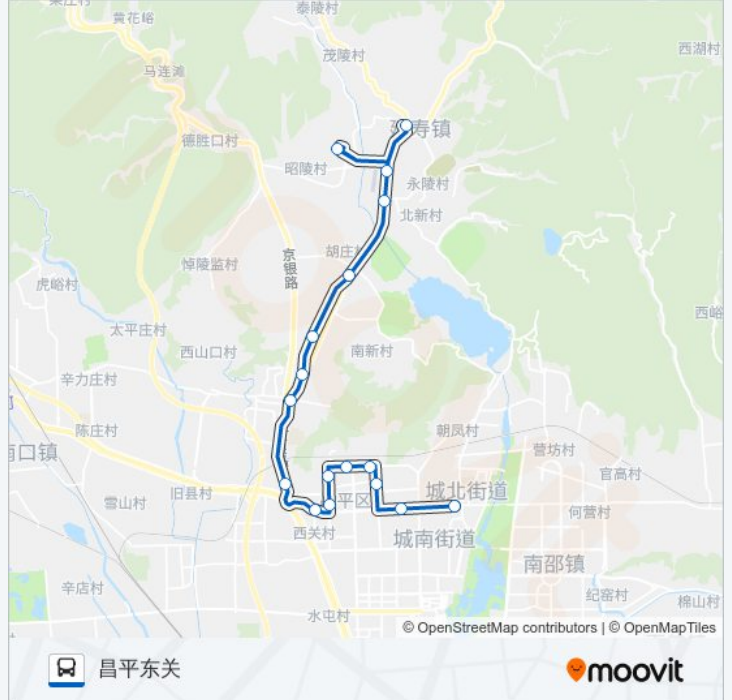 泰陵村
黄花峪
茂陵村
西湖村
马连滩
寿镇
德胜口村
昭陵村
永陵村
北新村
胡庄
京银路
悼陵监村
虎峪村
西峪
太平庄村
西山口村
南新村
辛力庄村
陈庄村
朝凤村
营坊村
口镇
官高村
旧县村
城北街道
雪山村
平区
何营村
西关村
城南街道
南邵镇
辛店村
纪窑村
棉山村
水屯村
© OpenStreetMap contributors | © OpenMapTiles
昌平东关
moovit